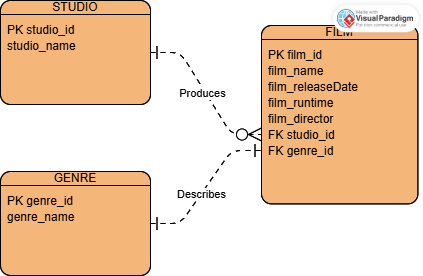 STUDIO
PK studio_id
studio_name
Made with
Visual Paradigm
For non-commercial use
FILM
PK film_id
film_name
film_releaseDate
film_runtime
film_director
FK studio_id
FK genre_id
Produces
Describes
GENRE
PK genre_id
genre_name